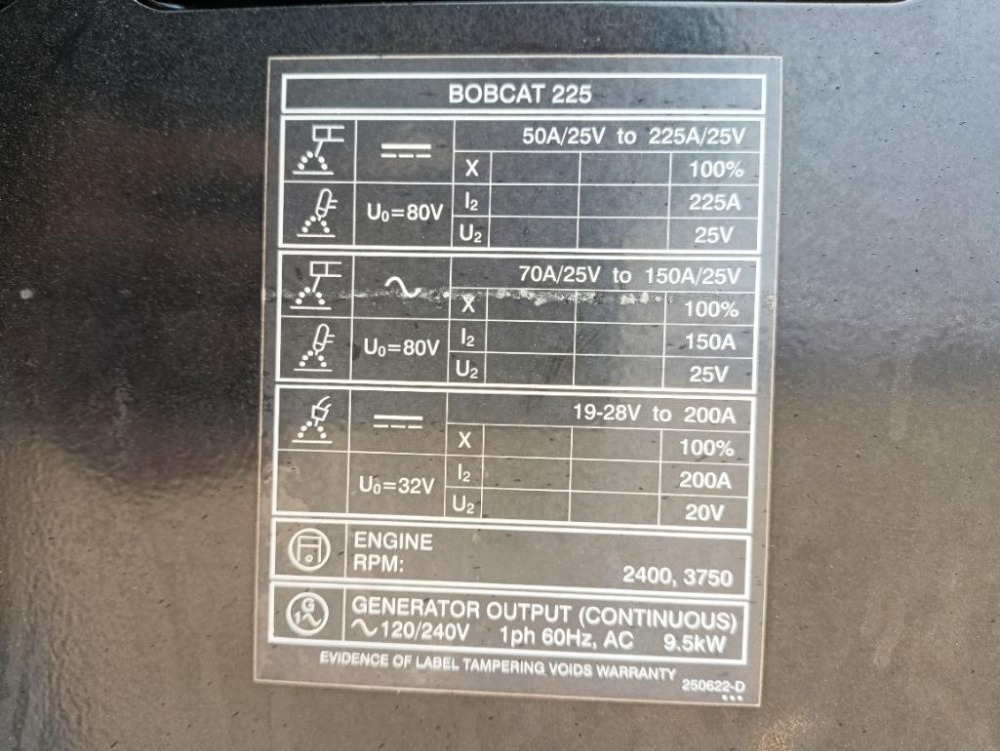 BOBCAT 225
50A/25V to 225A/25V
X 100%
U₀=80V I₂ 225A
U₂ 25V
70A/25V to 150A/25V
X 100%
U₀=80V I₂ 150A
U₂ 25V
19-28V to 200A
X 100%
U₀=32V I₂ 200A
U₂ 20V
ENGINE
RPM: 2400, 3750
G
1 GENERATOR OUTPUT (CONTINUOUS)
~120/240V 1ph 60Hz, AC 9.5kW
EVIDENCE OF LABEL TAMPERING VOIDS WARRANTY
250622-D